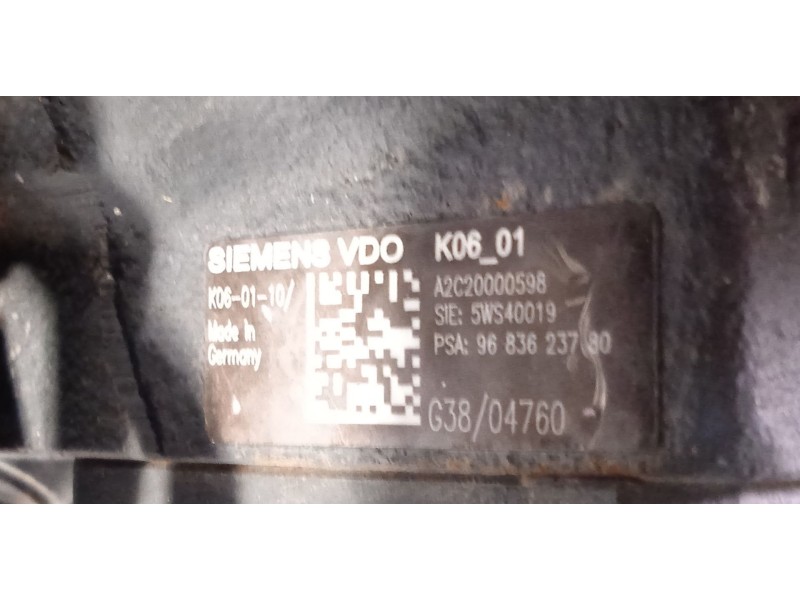 SIEMENS VDO K06_01
K06-01-10/ A2C20000598
Made In SIE: 5WS40019
Germany PSA: 96 836 237 80
G38/04760 -